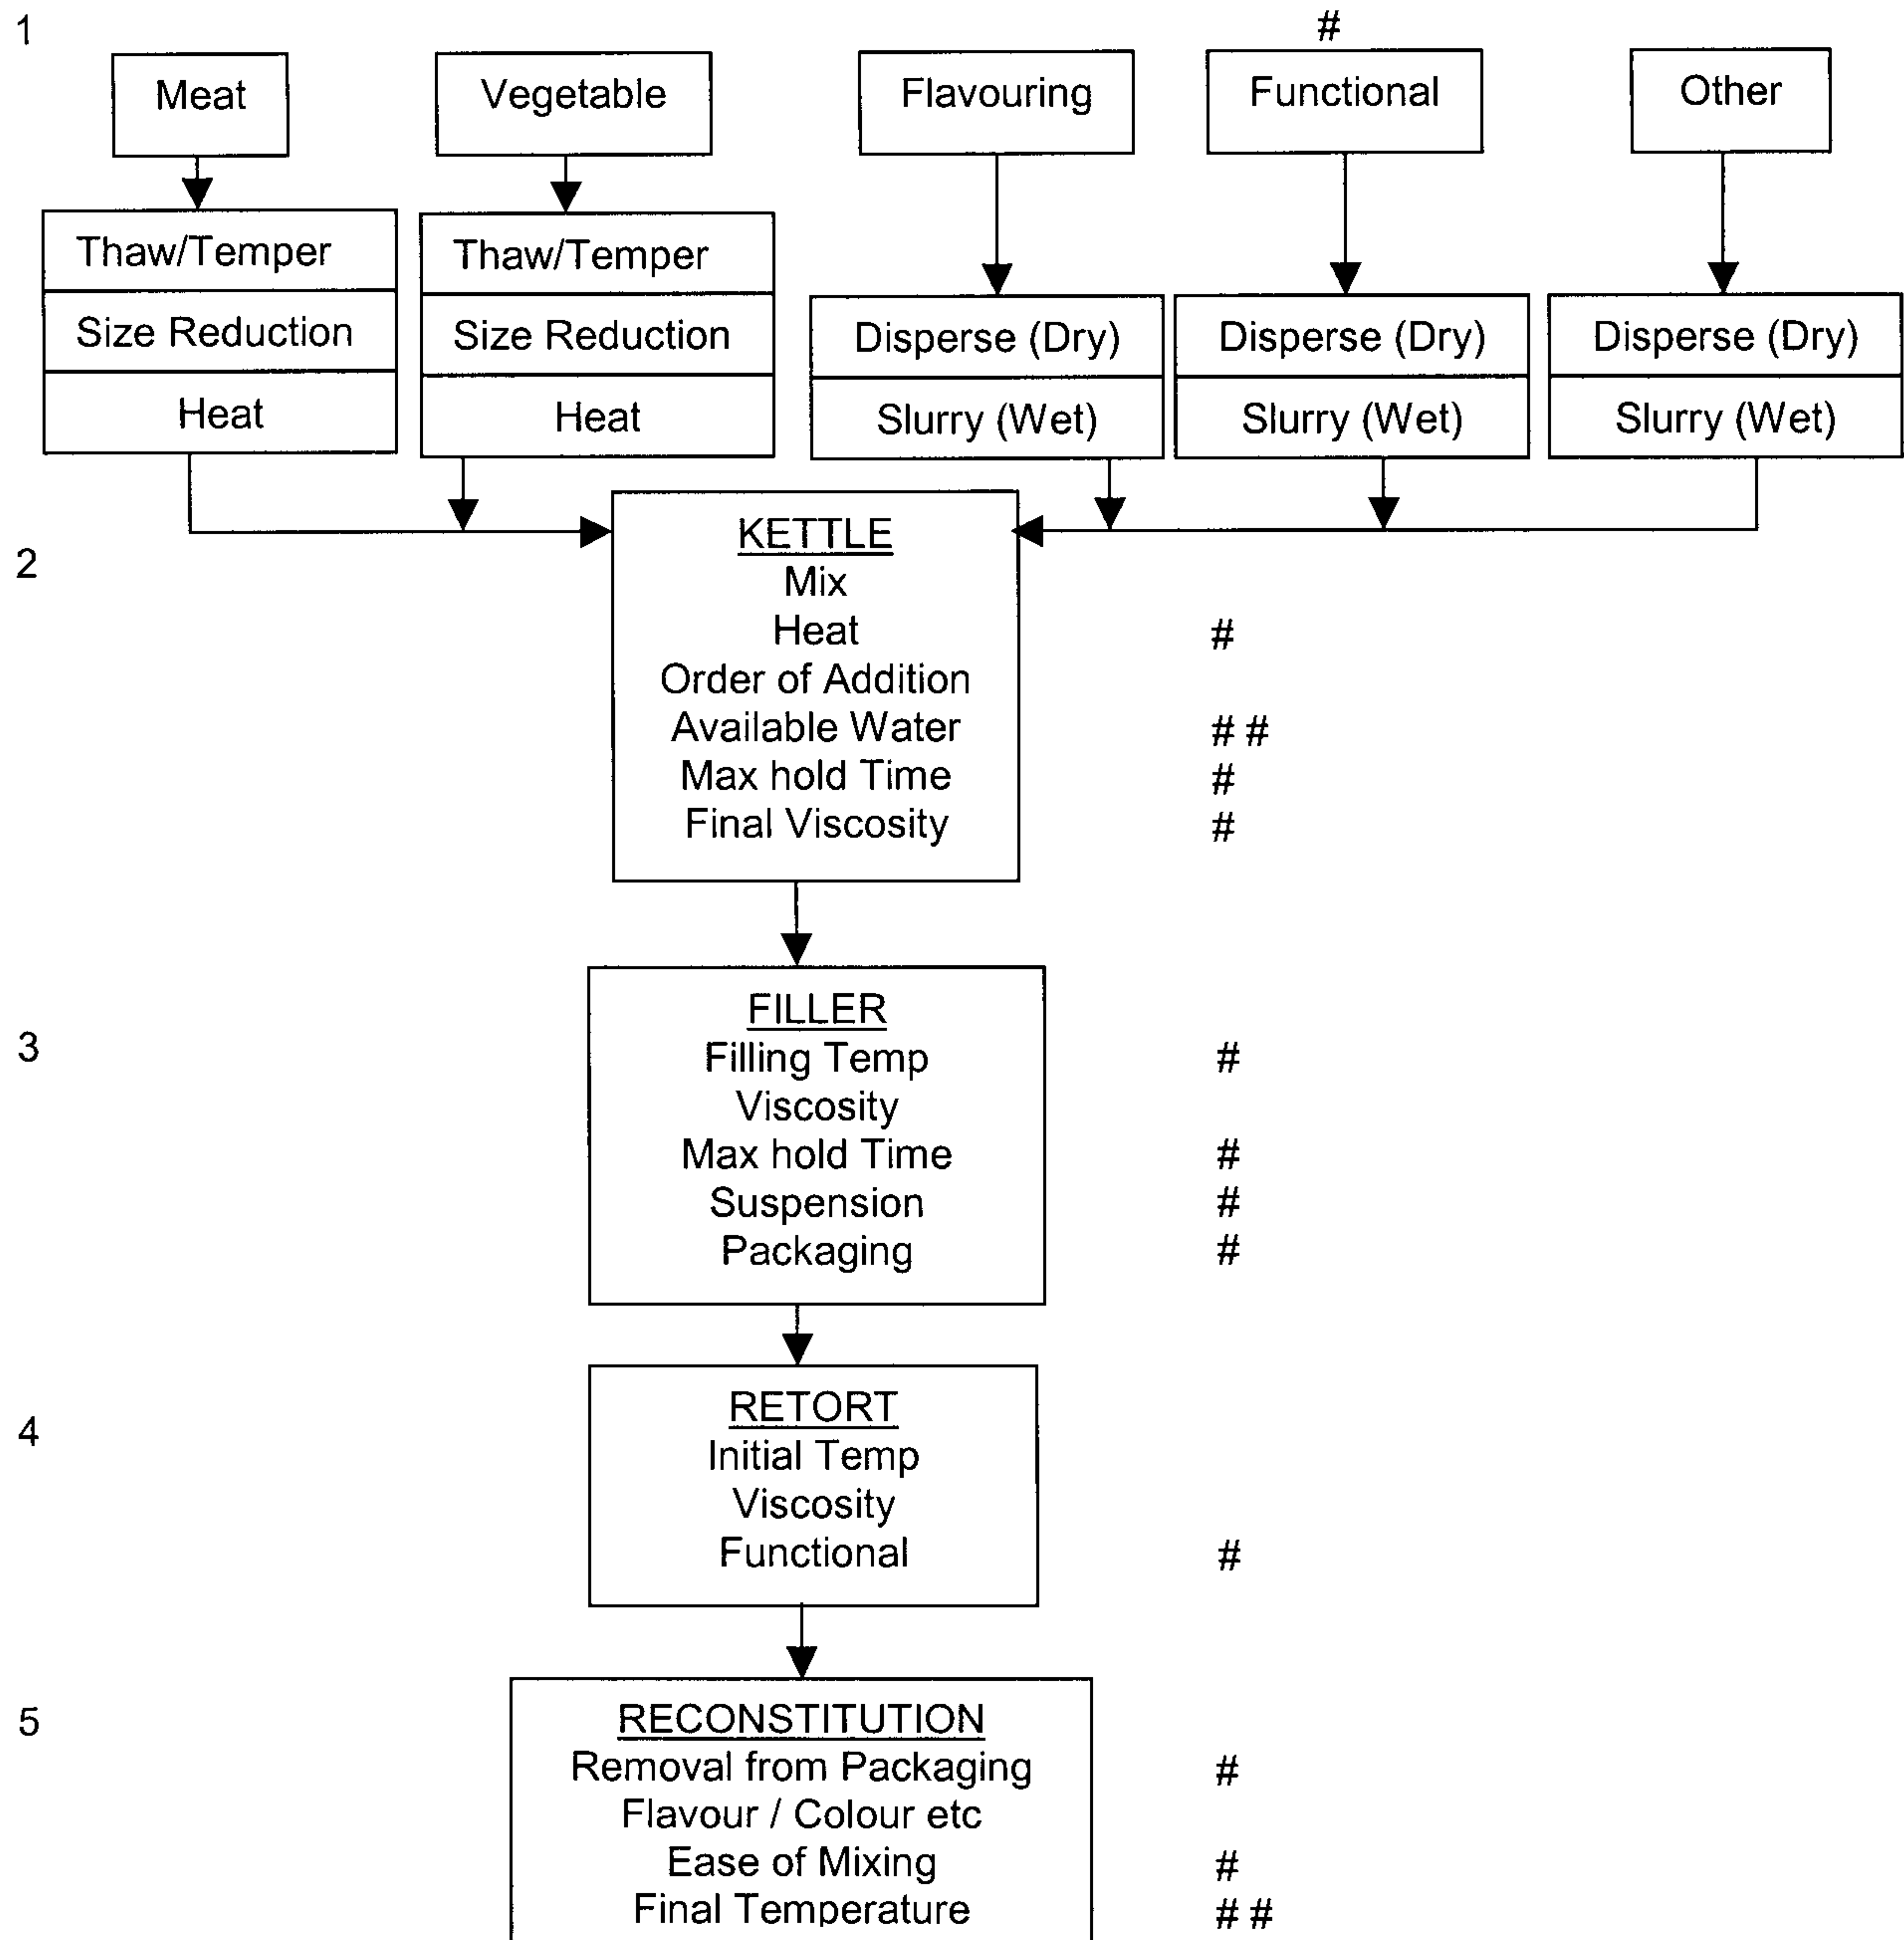 1
#
Meat Vegetable Flavouring Functional Other
Thaw/Temper Thaw/Temper
Size Reduction Size Reduction Disperse (Dry) Disperse (Dry) Disperse (Dry)
Heat Heat Slurry (Wet) Slurry (Wet) Slurry (Wet)
2
KETTLE
Mix
Heat #
Order of Addition
Available Water # #
Max hold Time #
Final Viscosity #
3
FILLER
Filling Temp #
Viscosity
Max hold Time #
Suspension #
Packaging #
4
RETORT
Initial Temp
Viscosity
Functional #
5
RECONSTITUTION
Removal from Packaging #
Flavour / Colour etc
Ease of Mixing #
Final Temperature # #